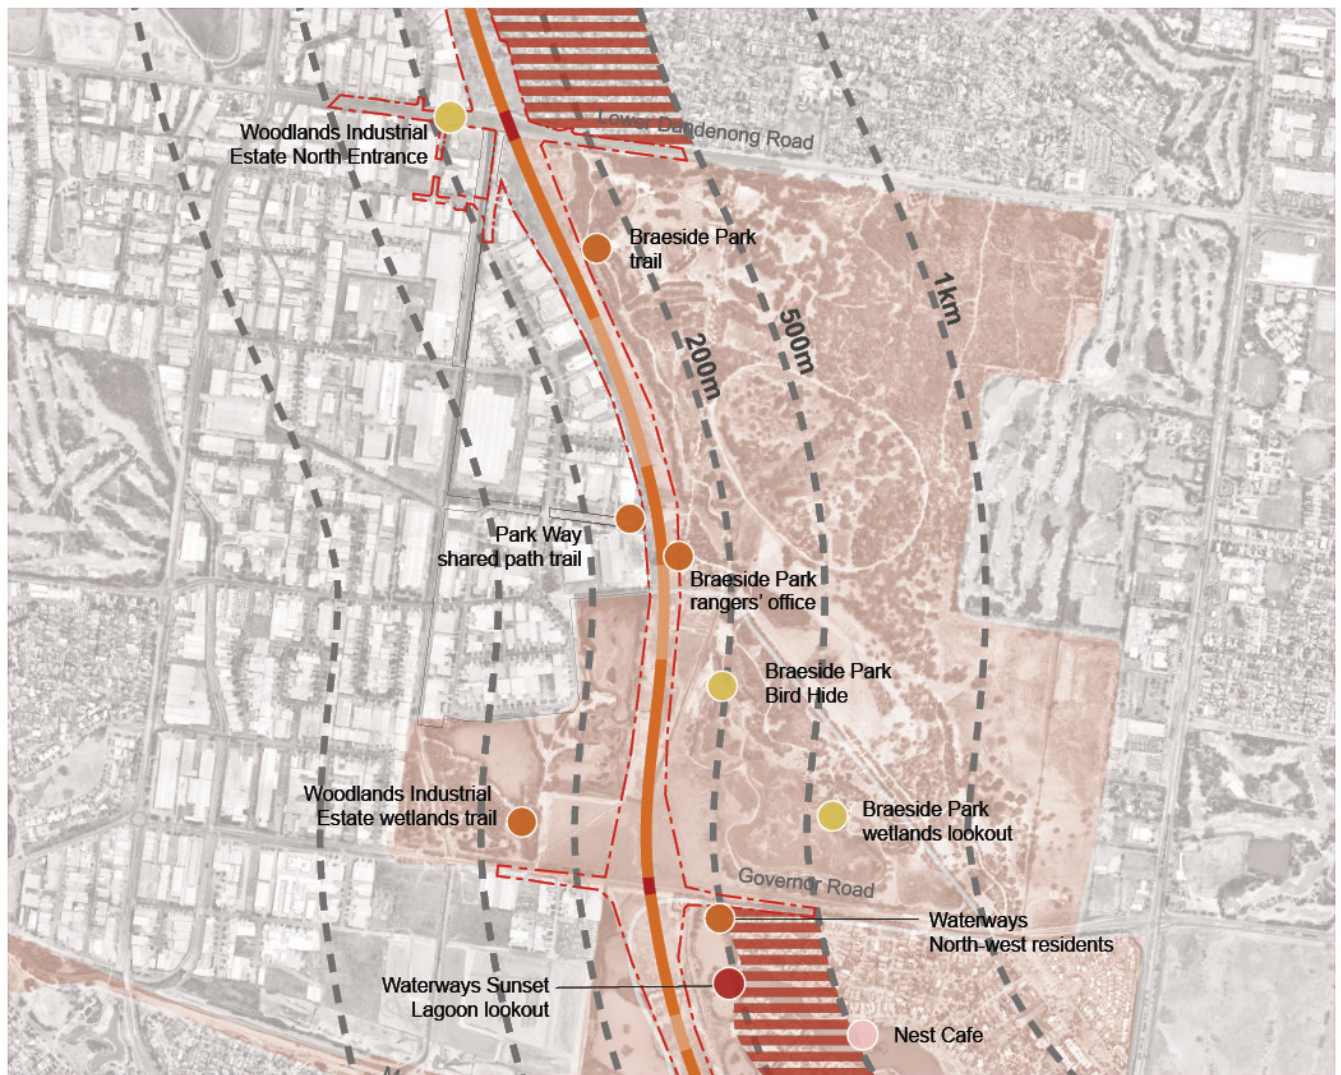 Lower Dandenong Road
Woodlands Industrial
Estate North Entrance
Braeside Park
trail
1km
500m
200m
Park Way
shared path trail
Braeside Park
rangers' office
Braeside Park
Bird Hide
Woodlands Industrial
Estate wetlands trail
Braeside Park
wetlands lookout
Governor Road
Waterways
North-west residents
Waterways Sunset
Lagoon lookout
Nest Cafe